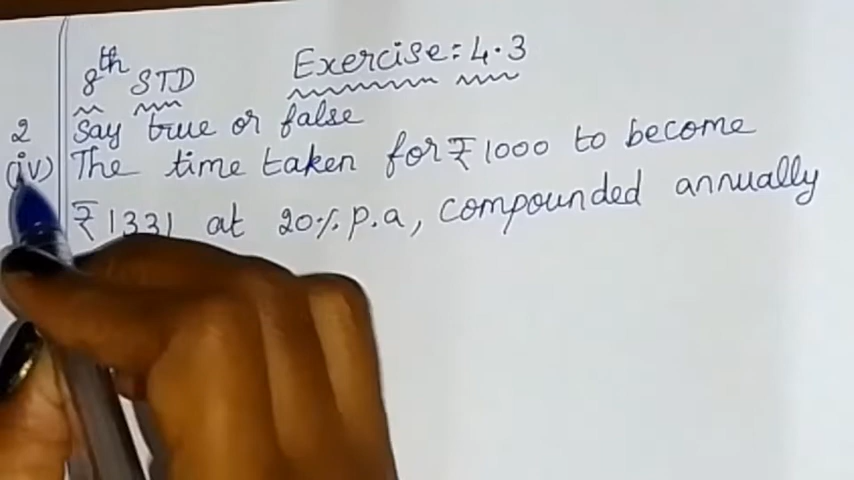 8th STD Exercise: 4.3
2 Say true or false
(iv) The time taken for ₹1000 to become
₹1331 at 20% p.a, compounded annually